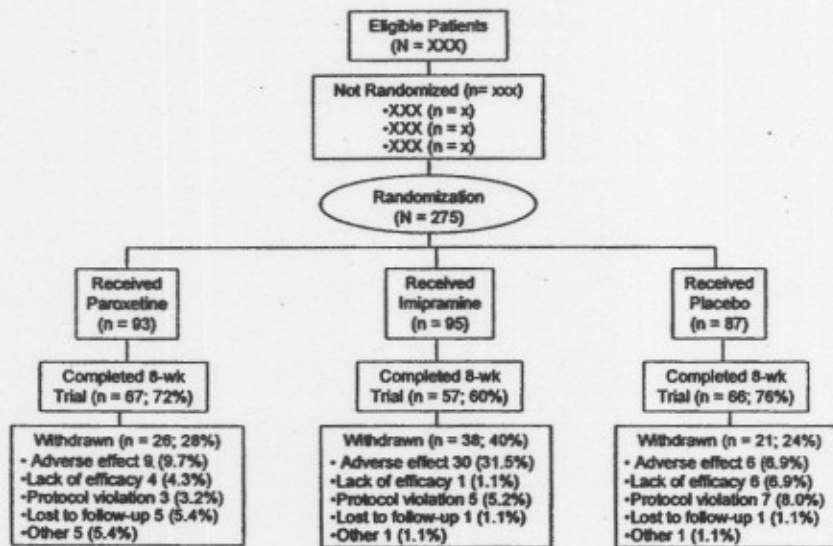 Eligible Patients
(N = XXX)
Not Randomized (n= xxx)
•XXX (n = x)
•XXX (n = x)
•XXX (n = x)
Randomization
(N = 275)
Received
Paroxetine
(n = 93)
Completed 8-wk
Trial (n = 67; 72%)
Withdrawn (n = 26; 28%)
• Adverse effect 9 (9.7%)
•Lack of efficacy 4 (4.3%)
•Protocol violation 3 (3.2%)
•Lost to follow-up 5 (5.4%)
•Other 5 (5.4%)
Received
Imipramine
(n = 95)
Completed 8-wk
Trial (n = 57; 60%)
Withdrawn (n = 38; 40%)
• Adverse effect 30 (31.5%)
•Lack of efficacy 1 (1.1%)
•Protocol violation 5 (5.2%)
•Lost to follow-up 1 (1.1%)
•Other 1 (1.1%)
Received
Placebo
(n = 87)
Completed 8-wk
Trial (n = 66; 76%)
Withdrawn (n = 21; 24%)
• Adverse effect 6 (6.9%)
•Lack of efficacy 6 (6.9%)
•Protocol violation 7 (8.0%)
•Lost to follow-up 1 (1.1%)
•Other 1 (1.1%)